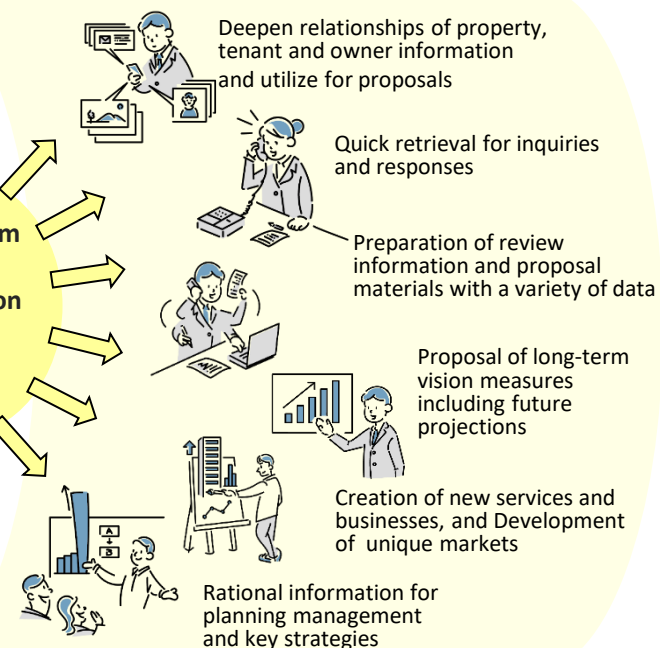 Deepen relationships of property,
tenant and owner information
and utilize for proposals
Quick retrieval for inquiries
and responses
Preparation of review
information and proposal
materials with a variety of data
Proposal of long-term
vision measures
including future
projections
Creation of new services and
businesses, and Development
of unique markets
A
B
Rational information for
planning management
and key strategies